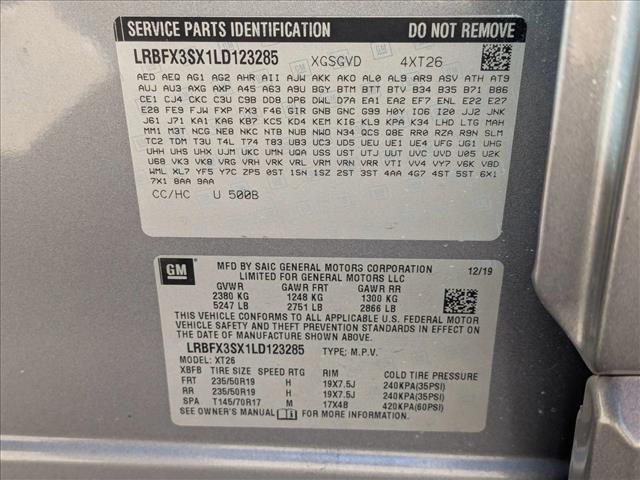 SERVICE PARTS IDENTIFICATION DO NOT REMOVE
LRBFX3SX1LD123285 XGSGVD 4XT26
AED AEQ AG1 AG2 AHR AII AJW AKK AKO AL0 AL9 AR9 ASV ATH AT9
AUJ AU3 AXG AXP A45 A63 A9U BGY BTM BTT BTV B34 B35 B71 B86
CE1 CJ4 CKC C3U C9B DD8 DP6 DWL D7A EA1 EA2 EF7 ENL E22 E27
E28 FE9 FJW FXP FX3 F46 GIR GNB GNC G99 H0Y IO6 I20 JJ2 JNK
J61 J71 KA1 KA6 KB7 KC5 KD4 KEM KI6 KL9 KPA K34 LHD LTG MAH
MM1 M3T NCG NE8 NKC NTB NUB NWO N34 QCS Q8E RR0 RZA R9N SLM
TC2 TDM T3U T4L T74 T83 UB3 UC3 UD5 UEU UE1 UE4 UFG JG1 UHG
UHH UHS UHX UJM UKC UMN UQA USS UST UTJ UUT UVC UVD U05 U2K
U68 VK3 VK8 VRG VRH VRK VRL VRM VRN VRR VTI VV4 VY7 V6K V8D
WML XL7 YF5 Y7C ZP5 0ST 1SN 1SZ 2ST 3ST 4AA 4G7 4ST 5ST 6X1
7X1 8AA 9AA
CC/HC U 500B
GM MFD BY SAIC GENERAL MOTORS CORPORATION 12/19
LIMITED FOR GENERAL MOTORS LLC
GVWR GAWR FRT GAWR RR
2380 KG 1248 KG 1300 KG
5247 LB 2751 LB 2866 LB
THIS VEHICLE CONFORMS TO ALL APPLICABLE U.S. FEDERAL MOTOR
VEHICLE SAFETY AND THEFT PREVENTION STANDARDS IN EFFECT ON
THE DATE OF MANUFACTURE SHOWN ABOVE.
LRBFX3SX1LD123285 TYPE: M.P.V.
MODEL: XT26
XBFB TIRE SIZE SPEED RTG RIM COLD TIRE PRESSURE
FRT 235/50R19 H 19X7.5J 240KPA(35PSI)
RR 235/50R19 H 19X7.5J 240KPA(35PSI)
SPA T145/70R17 M 17X4B 420KPA(60PSI)
SEE OWNER'S MANUAL FOR MORE INFORMATION.